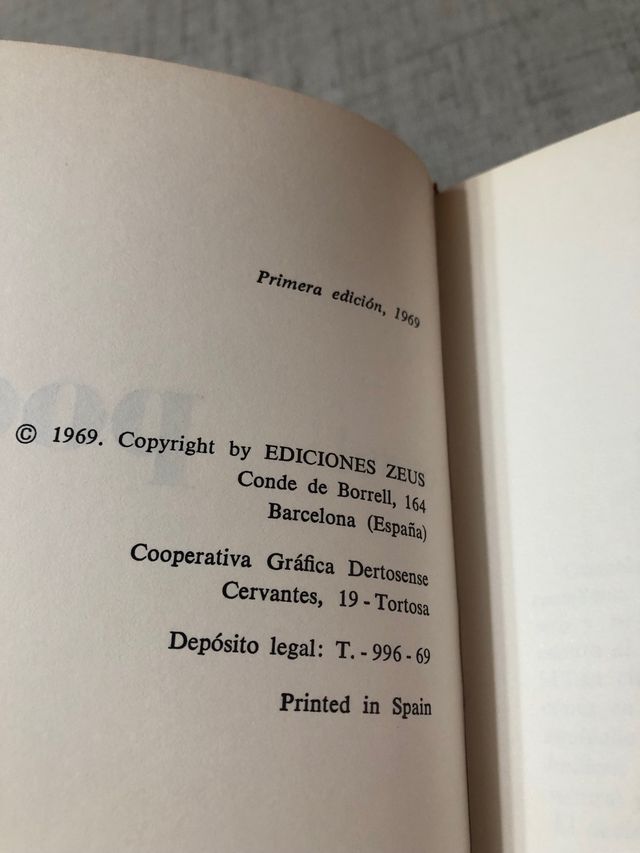 Primera edición, 1969
© 1969. Copyright by EDICIONES ZEUS
Conde de Borrell, 164
Barcelona (España)
Cooperativa Gráfica Dertosense
Cervantes, 19 - Tortosa
Depósito legal: T. - 996 - 69
Printed in Spain